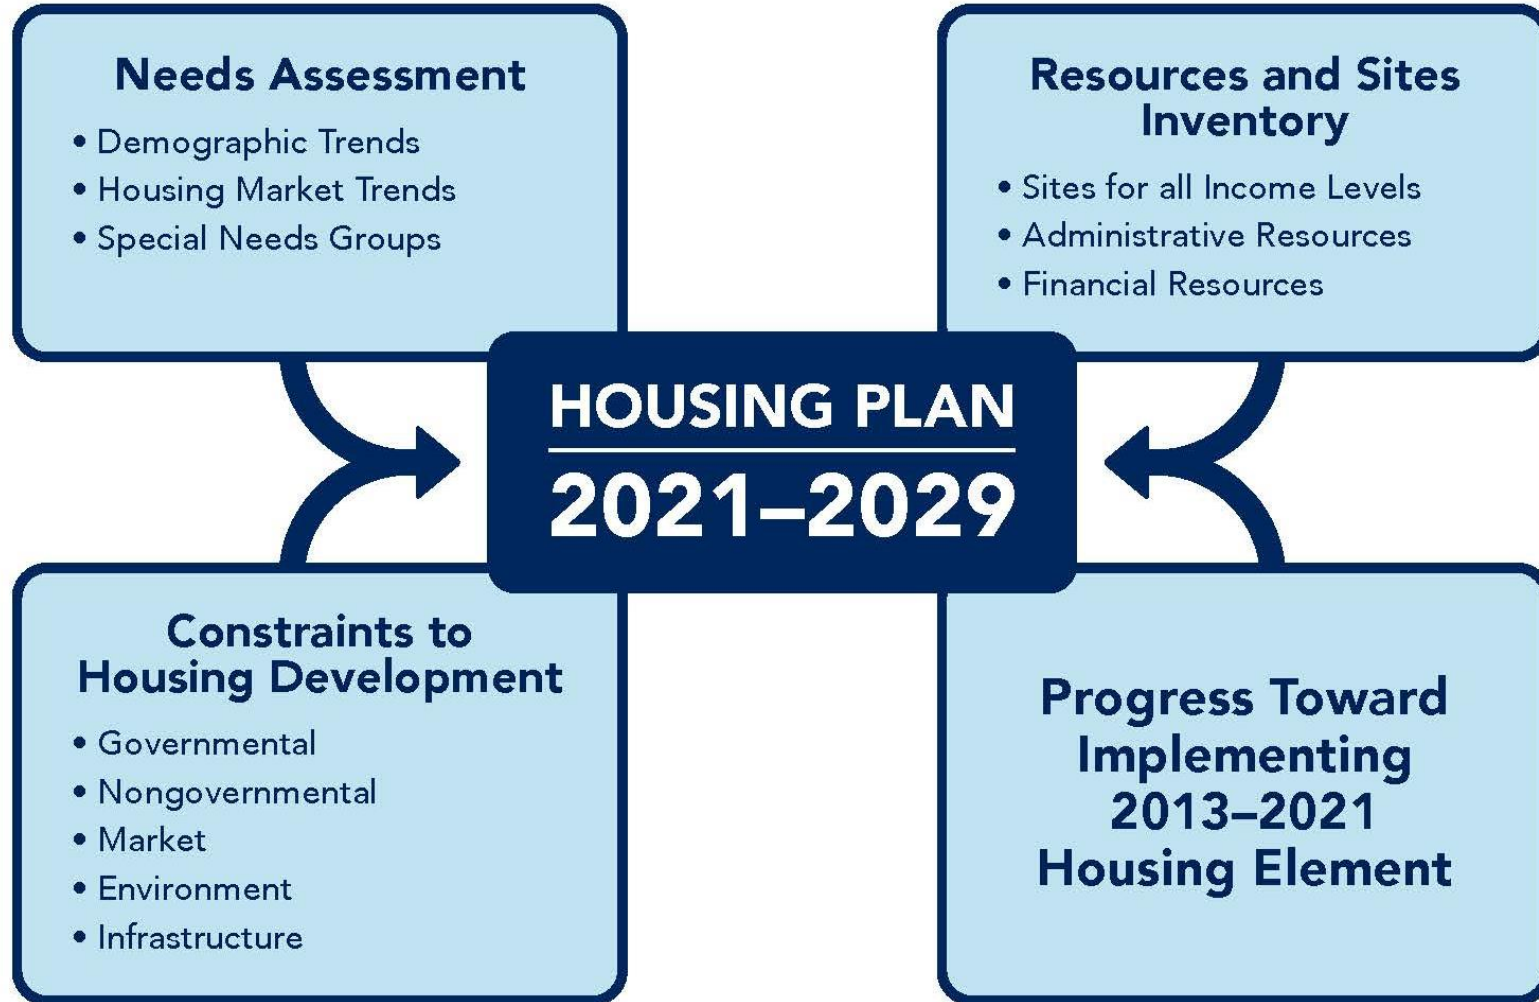 Needs Assessment
• Demographic Trends
• Housing Market Trends
• Special Needs Groups
Resources and Sites
Inventory
• Sites for all Income Levels
• Administrative Resources
• Financial Resources
HOUSING PLAN
2021–2029
Constraints to
Housing Development
• Governmental
• Nongovernmental
• Market
• Environment
• Infrastructure
Progress Toward
Implementing
2013–2021
Housing Element